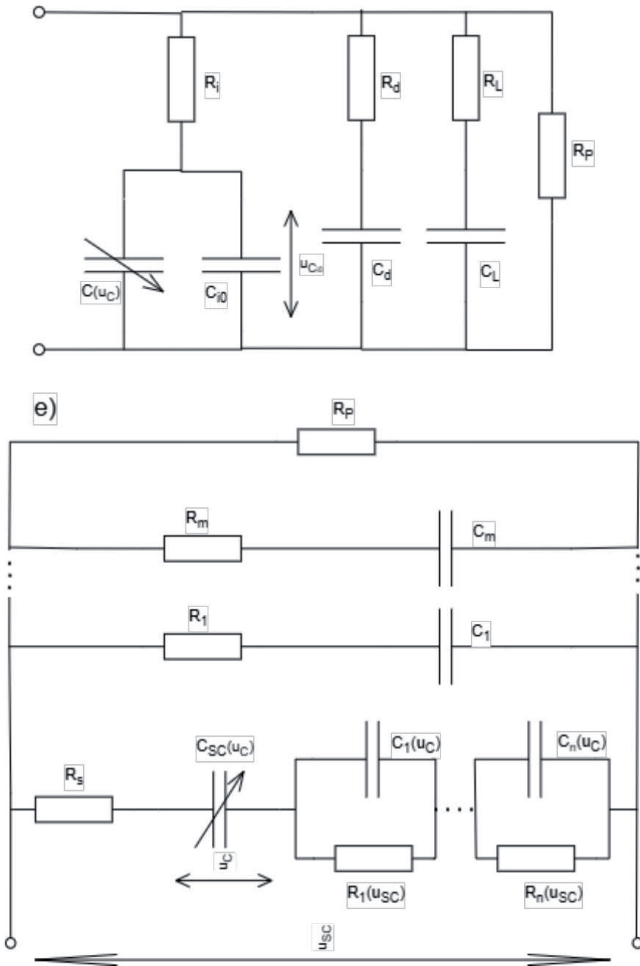 Ri
Rd
RL
RP
C(uC)
Ci0
uCi0
Cd
CL
e)
RP
Rm
Cm
R1
C1
CSC(uC)
C1(uC)
Cn(uC)
Rs
uC
R1(uSC)
Rn(uSC)
uSC